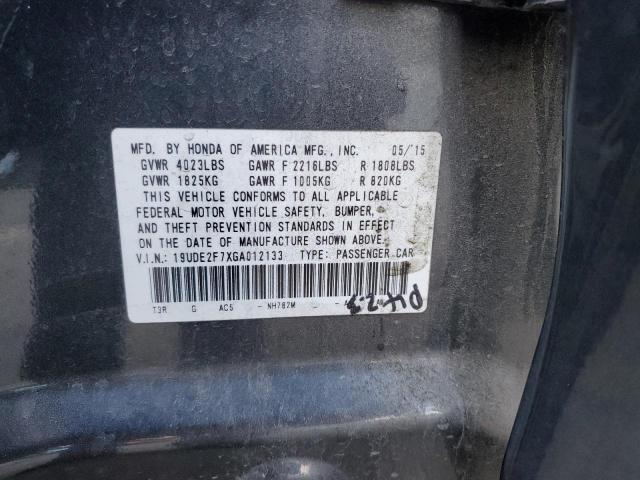 MFD. BY HONDA OF AMERICA MFG.,INC. 05/'15
GVWR 4023LBS GAWR F 2216LBS R 1808LBS
GVWR 1825KG GAWR F 1005KG R 820KG
THIS VEHICLE CONFORMS TO ALL APPLICABLE
FEDERAL MOTOR VEHICLE SAFETY, BUMPER,
AND THEFT PREVENTION STANDARDS IN EFFECT
ON THE DATE OF MANUFACTURE SHOWN ABOVE.
V.I.N.: 19UDE2F7XGA012133 TYPE: PASSENGER CAR
T3R G AC5 - NH782M - -